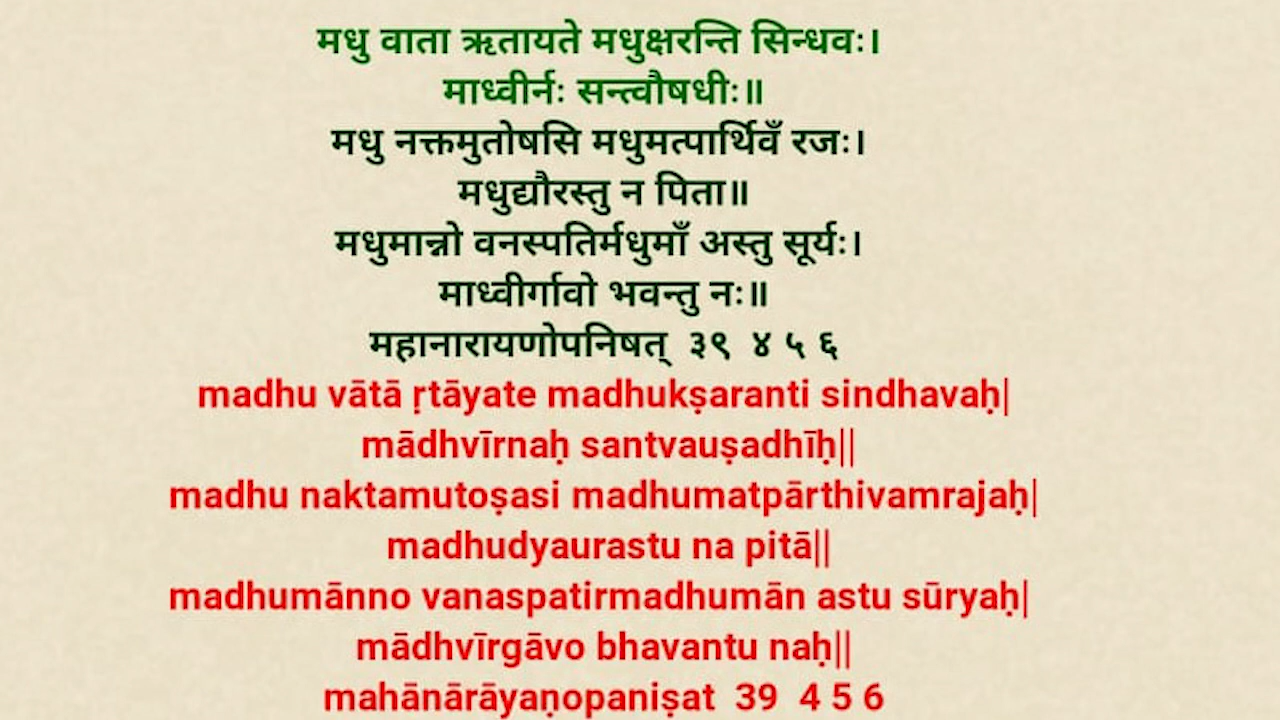 मधु वाता ऋतायते मधुक्षरन्ति सिन्धवः।
माध्वीर्नः सन्त्वौषधीः॥
मधु नक्तमुतोषसि मधुमत्पार्थिवँ रजः।
मधुद्यौरस्तु न पिता॥
मधुमान्नो वनस्पतिर्मधुमाँ अस्तु सूर्यः।
माध्वीर्गावो भवन्तु नः॥
महानारायणोपनिषत् ३९ ४ ५ ६
madhu vātā ṛtāyate madhukṣaranti sindhavaḥ|
mādhvīrnaḥ santvauṣadhīḥ||
madhu naktamutoṣasi madhumatpārthivamrajaḥ|
madhudyaurastu na pitā||
madhumānno vanaspatirmadhumān astu sūryaḥ|
mādhvīrgāvo bhavantu naḥ||
mahānārāyaṇopaniṣat 39 4 5 6